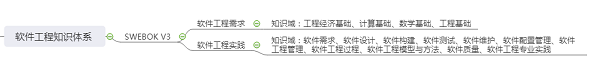 软件工程知识体系
SWEBOK V3
软件工程需求
知识域：工程经济基础、计算基础、数学基础、工程基础
软件工程实践
知识域：软件需求、软件设计、软件构建、软件测试、软件维护、软件配置管理、软件
工程管理、软件工程过程、软件工程模型与方法、软件质量、软件工程专业实践